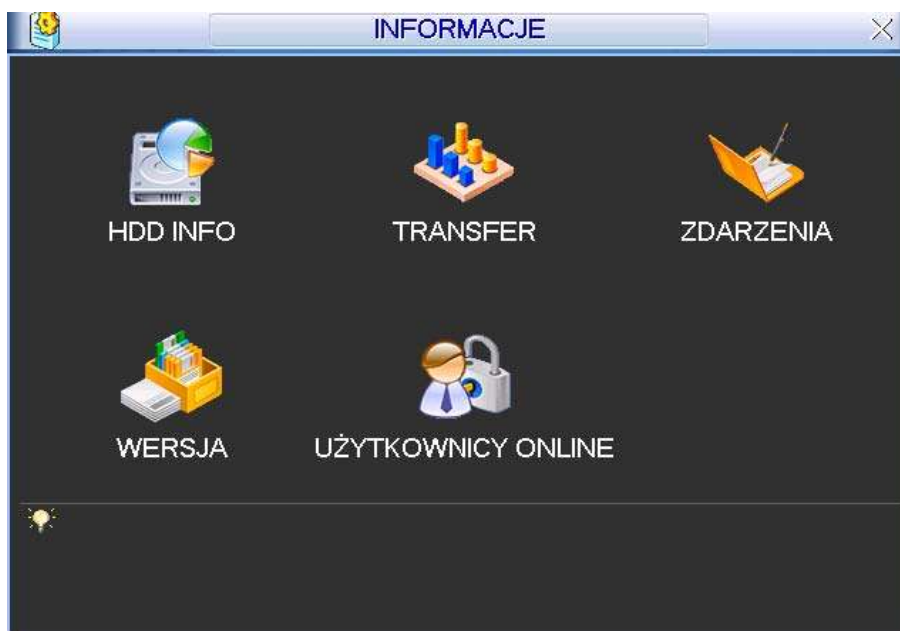 INFORMACJE
HDD INFO
TRANSFER
ZDARZENIA
WERSJA
UŻYTKOWNICY ONLINE